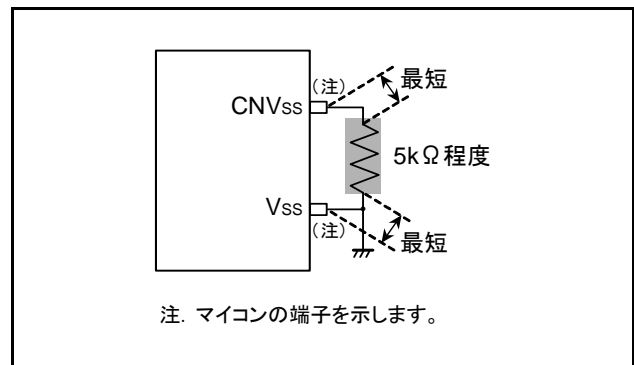 (注)
最短
CNVss
5kΩ程度
Vss
(注)
最短
注. マイコンの端子を示します。